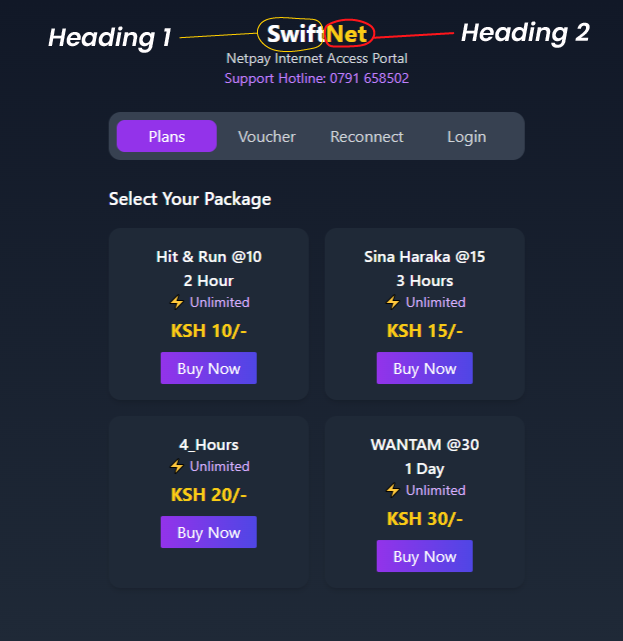 Heading 1
SwiftNet
Heading 2
Netpay Internet Access Portal
Support Hotline: 0791 658502
Plans
Voucher
Reconnect
Login
Select Your Package
Hit & Run @10
2 Hour
⚡ Unlimited
KSH 10/-
Buy Now
Sina Haraka @15
3 Hours
⚡ Unlimited
KSH 15/-
Buy Now
4_Hours
⚡ Unlimited
KSH 20/-
Buy Now
WANTAM @30
1 Day
⚡ Unlimited
KSH 30/-
Buy Now